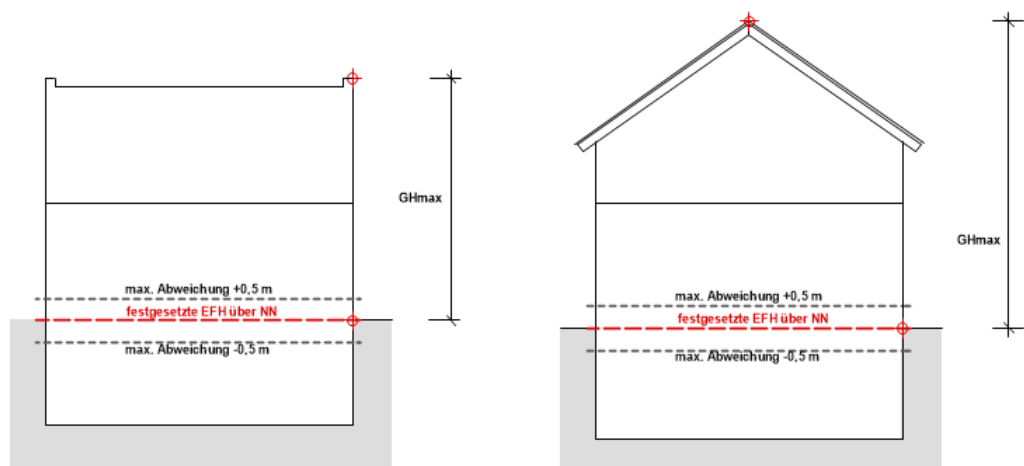 GHmax
max. Abweichung +0,5 m
festgesetzte EFH über NN
max. Abweichung -0,5 m
GHmax
max. Abweichung +0,5 m
festgesetzte EFH über NN
max. Abweichung -0,5 m